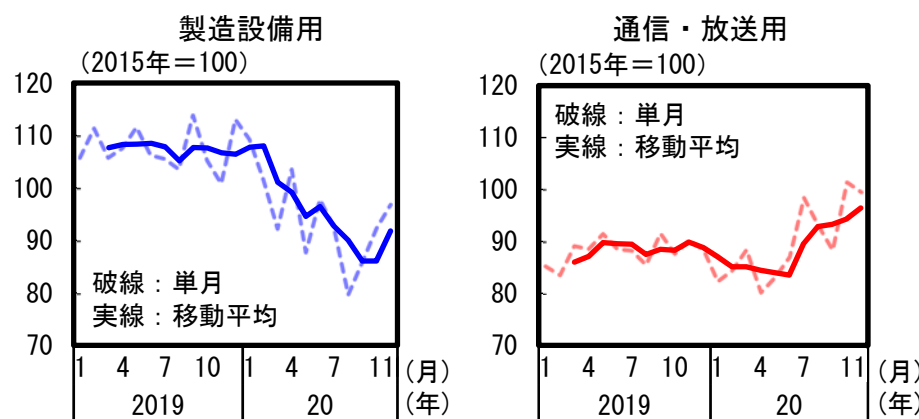 製造設備用
(2015年＝100)
120
110
100
90
80
70
破線：単月
実線：移動平均
1 4 7 10 1 4 7 11 (月)
2019 20 (年)
通信・放送用
(2015年＝100)
120
110
100
90
80
70
破線：単月
実線：移動平均
1 4 7 10 1 4 7 11 (月)
2019 20 (年)